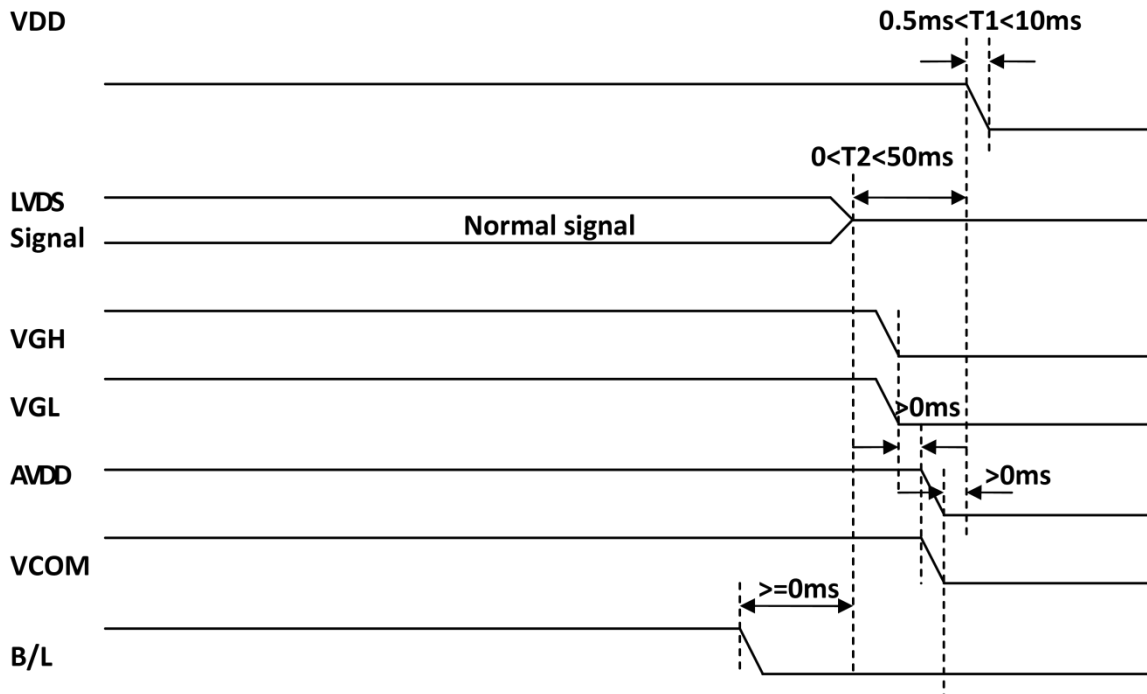 VDD
0.5ms<T1<10ms
0<T2<50ms
LVDS
Signal
Normal signal
VGH
VGL
>0ms
AVDD
>0ms
VCOM
>=0ms
B/L